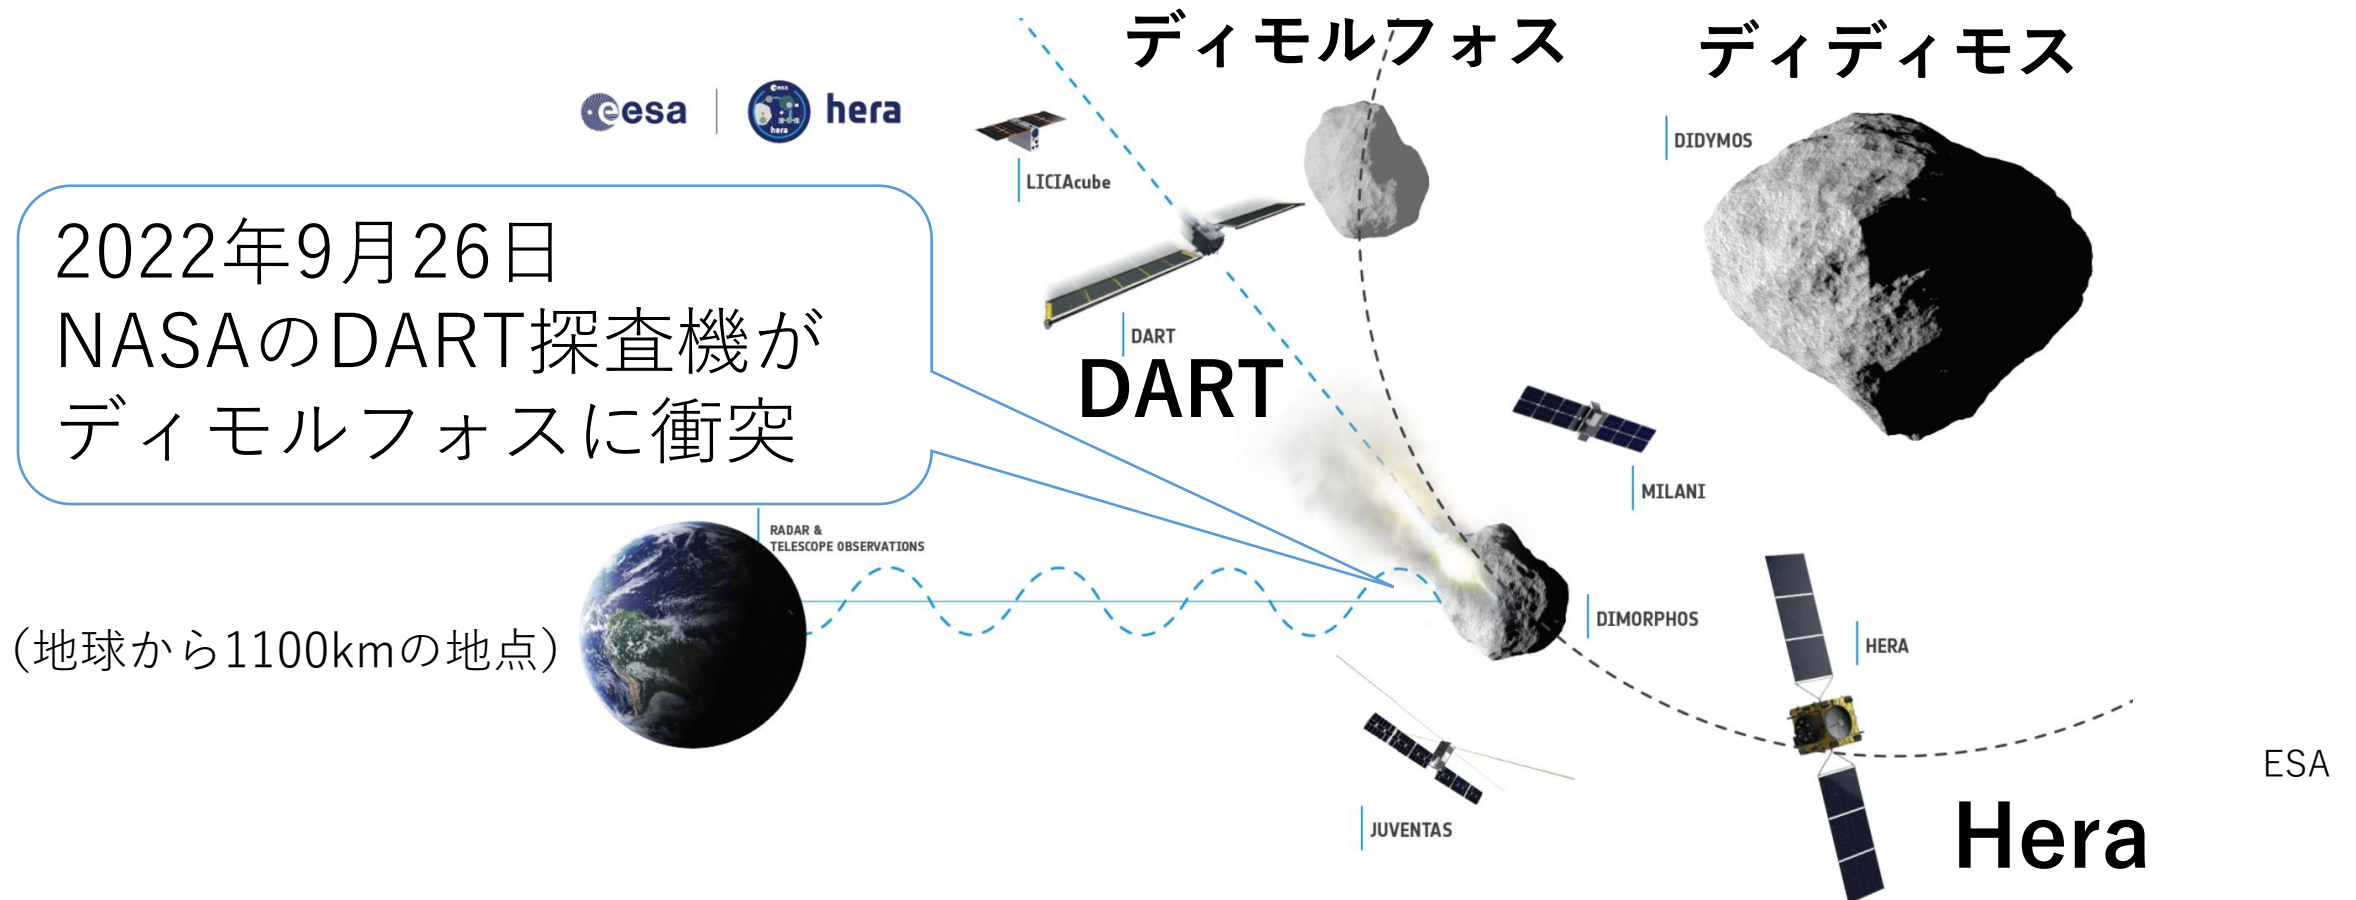 ディモルフォス
ディディモス
esa
hera
esa
hera
LICIAcube
DIDYMOS
2022年9月26日
NASAのDART探査機が
ディモルフォスに衝突
DART
DART
MILANI
RADAR &
TELESCOPE OBSERVATIONS
(地球から1100kmの地点)
DIMORPHOS
HERA
JUVENTAS
ESA
Hera